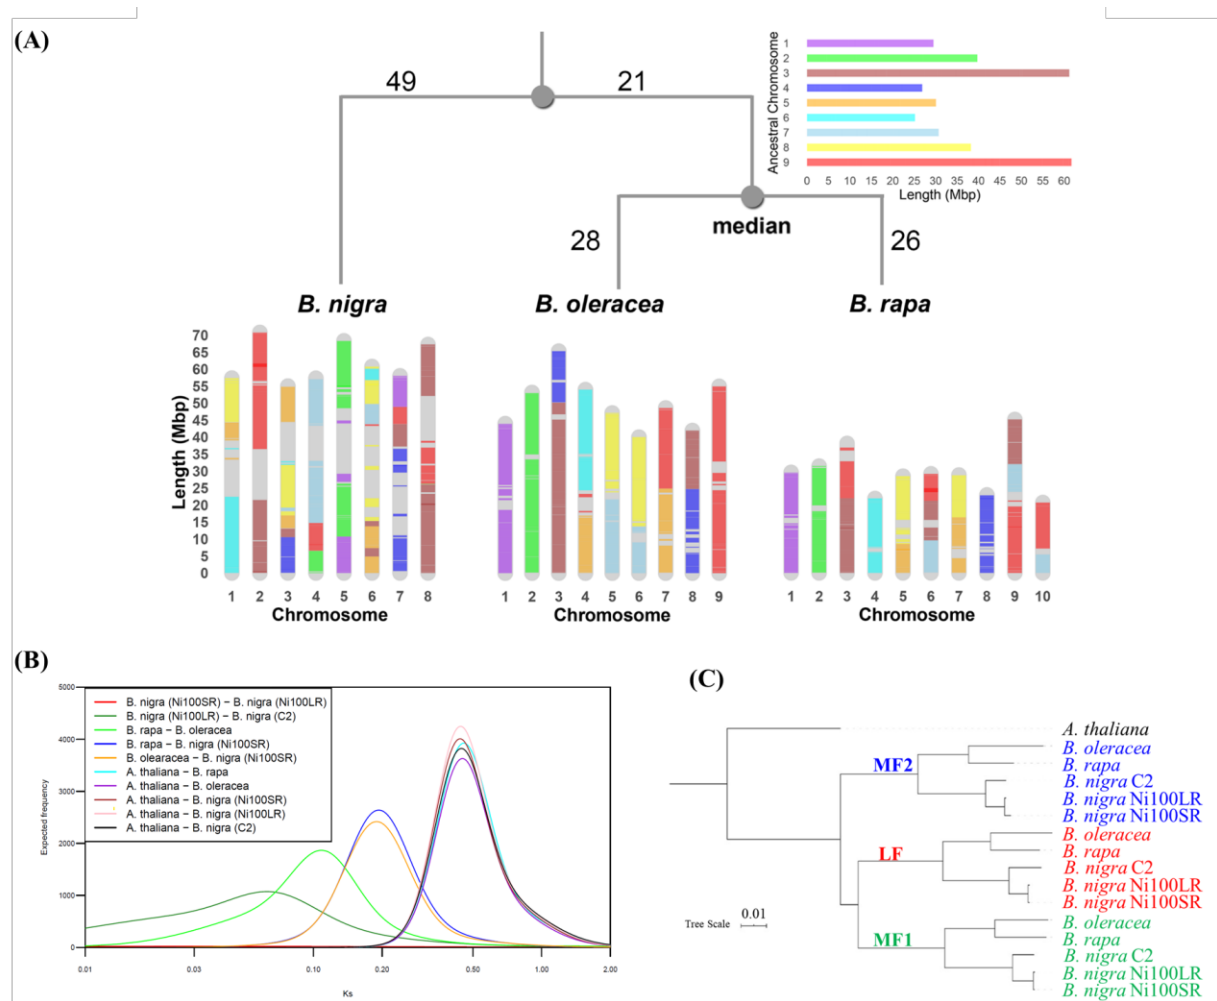 (A)
49
21
28
26
median
Ancestral Chromosome
1
2
3
4
5
6
7
8
9
0 5 10 15 20 25 30 35 40 45 50 55 60
Length (Mbp)
B. nigra
B. oleracea
B. rapa
Length (Mbp)
70
65
60
55
50
45
40
35
30
25
20
15
10
5
0
1 2 3 4 5 6 7 8
Chromosome
1 2 3 4 5 6 7 8 9
Chromosome
1 2 3 4 5 6 7 8 9 10
Chromosome
(B)
Expected frequency
5000
4000
3000
2000
1000
0
B. nigra (Ni100SR) − B. nigra (Ni100LR)
B. nigra (Ni100LR) − B. nigra (C2)
B. rapa − B. oleracea
B. rapa − B. nigra (Ni100SR)
B. olearacea − B. nigra (Ni100SR)
A. thaliana − B. rapa
A. thaliana − B. oleracea
A. thaliana − B. nigra (Ni100SR)
A. thaliana − B. nigra (Ni100LR)
A. thaliana − B. nigra (C2)
0.01 0.03 0.10 0.20 0.50 1.00 2.00
Ks
(C)
A. thaliana
MF2
B. oleracea
B. rapa
B. nigra C2
B. nigra Ni100LR
B. nigra Ni100SR
LF
B. oleracea
B. rapa
B. nigra C2
B. nigra Ni100LR
B. nigra Ni100SR
MF1
B. oleracea
B. rapa
B. nigra C2
B. nigra Ni100LR
B. nigra Ni100SR
Tree Scale 0.01